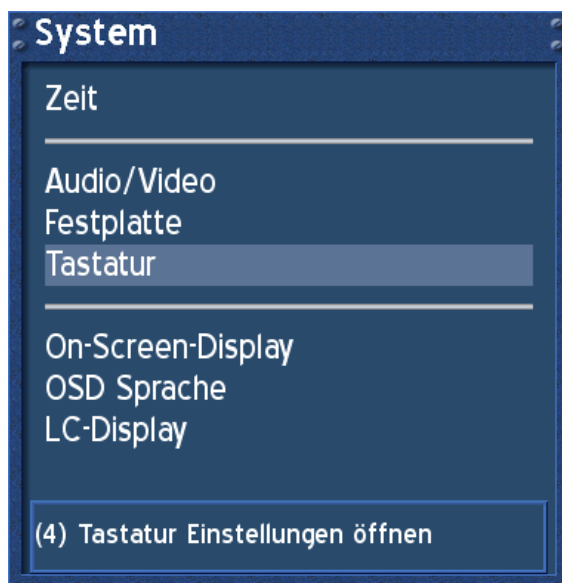 System
Zeit
Audio/Video
Festplatte
Tastatur
On-Screen-Display
OSD Sprache
LC-Display
(4) Tastatur Einstellungen öffnen